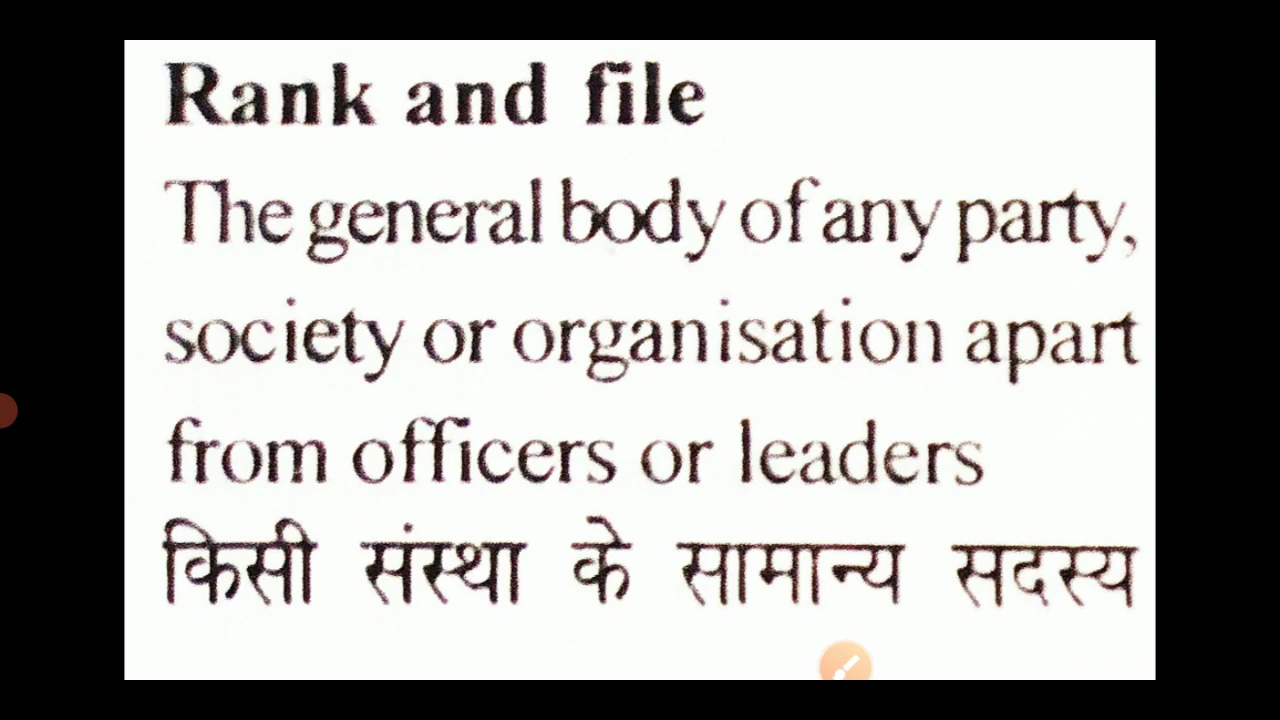 Rank and file
The general body of any party,
society or organisation apart
from officers or leaders
किसी संस्था के सामान्य सदस्य